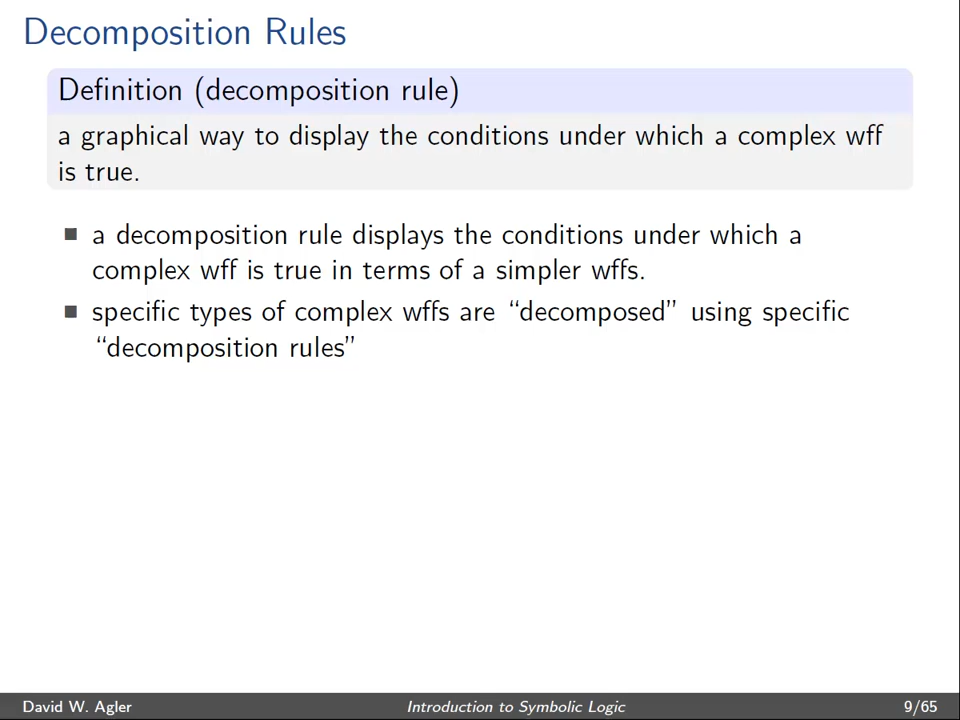 Decomposition Rules
Definition (decomposition rule)
a graphical way to display the conditions under which a complex wff
is true.
a decomposition rule displays the conditions under which a
complex wff is true in terms of a simpler wffs.
specific types of complex wffs are “decomposed” using specific
“decomposition rules”
David W. Agler
Introduction to Symbolic Logic
9/65